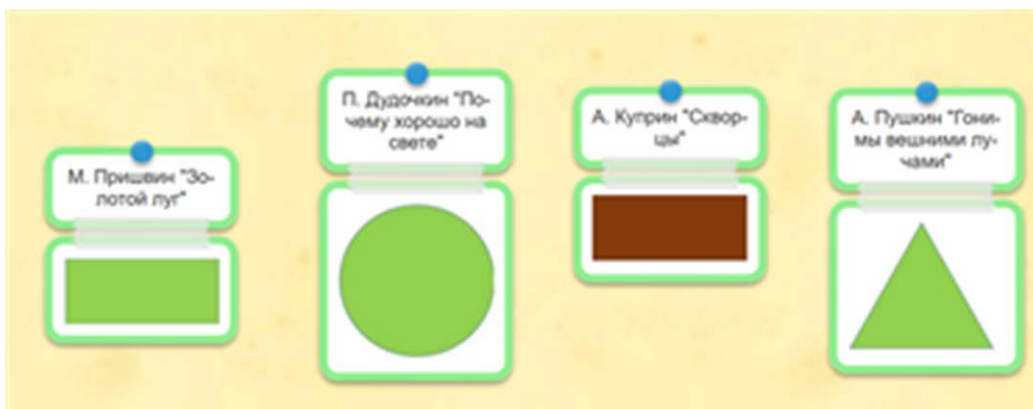 М. Пришвин "Зо-
лотой луг"
П. Дудочкин "По-
чему хорошо на
свете"
А. Куприн "Сквор-
цы"
А. Пушкин "Гони-
мы вешними лу-
чами"